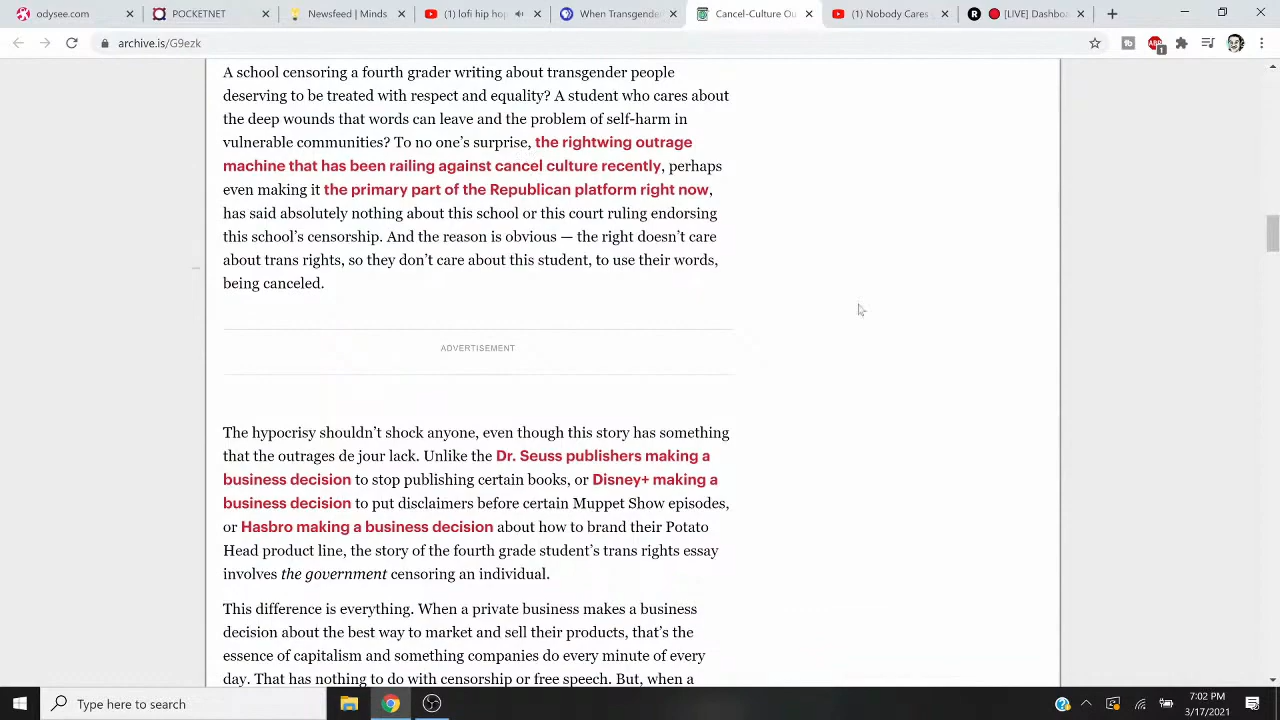 odysee.com
POCKETNET
Newsfeed | Minds
(1) lofi hip hop
When Transgende
Cancel-Culture Ou
(1) Nobody Cares
[LIVE] Dashboa
archive.is/G9ezk
A school censoring a fourth grader writing about transgender people
deserving to be treated with respect and equality? A student who cares about
the deep wounds that words can leave and the problem of self-harm in
vulnerable communities? To no one’s surprise, the rightwing outrage
machine that has been railing against cancel culture recently, perhaps
even making it the primary part of the Republican platform right now,
has said absolutely nothing about this school or this court ruling endorsing
this school’s censorship. And the reason is obvious — the right doesn’t care
about trans rights, so they don’t care about this student, to use their words,
being canceled.
ADVERTISEMENT
The hypocrisy shouldn’t shock anyone, even though this story has something
that the outrages de jour lack. Unlike the Dr. Seuss publishers making a
business decision to stop publishing certain books, or Disney+ making a
business decision to put disclaimers before certain Muppet Show episodes,
or Hasbro making a business decision about how to brand their Potato
Head product line, the story of the fourth grade student’s trans rights essay
involves the government censoring an individual.
This difference is everything. When a private business makes a business
decision about the best way to market and sell their products, that’s the
essence of capitalism and something companies do every minute of every
day. That has nothing to do with censorship or free speech. But, when a
Type here to search
7:02 PM
3/17/2021